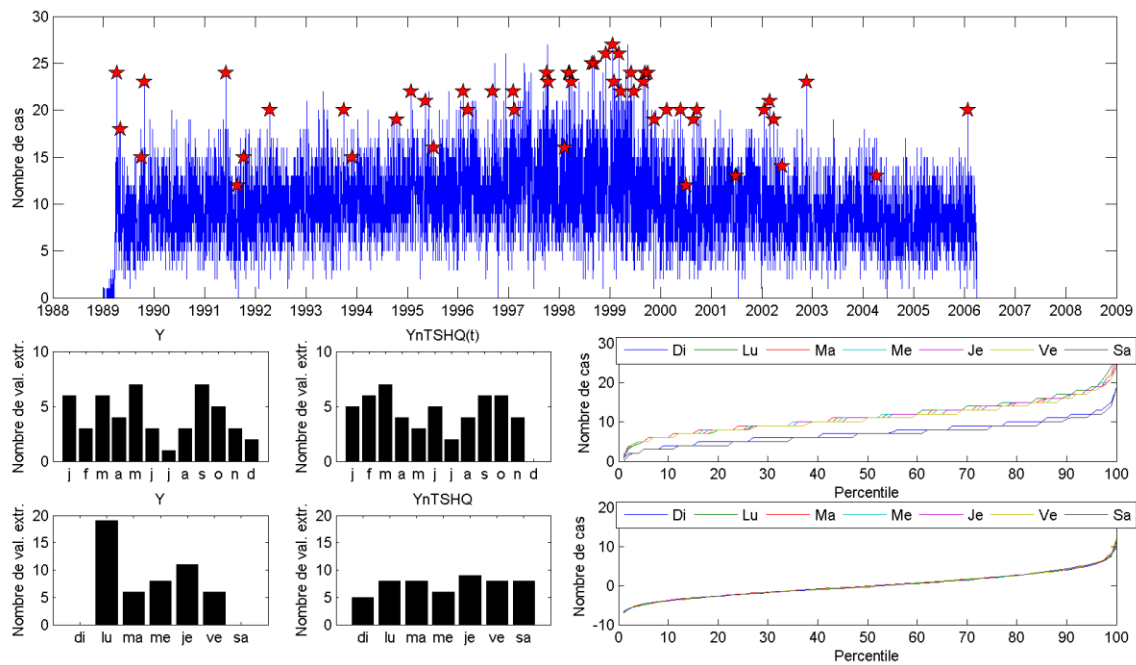 Nombre de cas
30
25
20
15
10
5
0
1988 1989 1990 1991 1992 1993 1994 1995 1996 1997 1998 1999 2000 2001 2002 2003 2004 2005 2006 2007 2008 2009
Y
Nombre de val. extr.
10
5
0
j f m a m j j a s o n d
YnTSHQ(t)
Nombre de val. extr.
10
5
0
j f m a m j j a s o n d
Nombre de cas
30
20
10
0
Di Lu Ma Me Je Ve Sa
0 10 20 30 40 50 60 70 80 90 100
Percentile
Y
Nombre de val. extr.
20
15
10
5
0
di lu ma me je ve sa
YnTSHQ
Nombre de val. extr.
20
15
10
5
0
di lu ma me je ve sa
Nombre de cas
20
10
0
-10
Di Lu Ma Me Je Ve Sa
0 10 20 30 40 50 60 70 80 90 100
Percentile